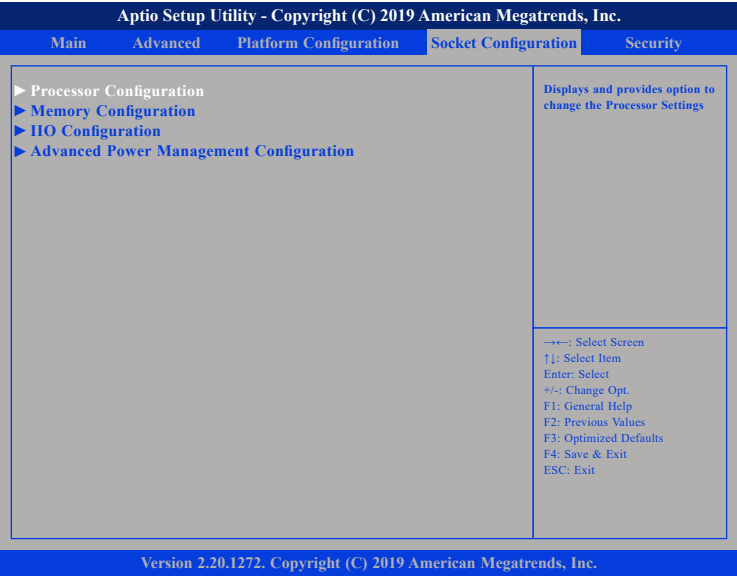 Aptio Setup Utility - Copyright (C) 2019 American Megatrends, Inc.
Main Advanced Platform Configuration Socket Configuration Security
▶ Processor Configuration
▶ Memory Configuration
▶ IIO Configuration
▶ Advanced Power Management Configuration
Displays and provides option to
change the Processor Settings
→←: Select Screen
↑↓: Select Item
Enter: Select
+/-: Change Opt.
F1: General Help
F2: Previous Values
F3: Optimized Defaults
F4: Save & Exit
ESC: Exit
Version 2.20.1272. Copyright (C) 2019 American Megatrends, Inc.